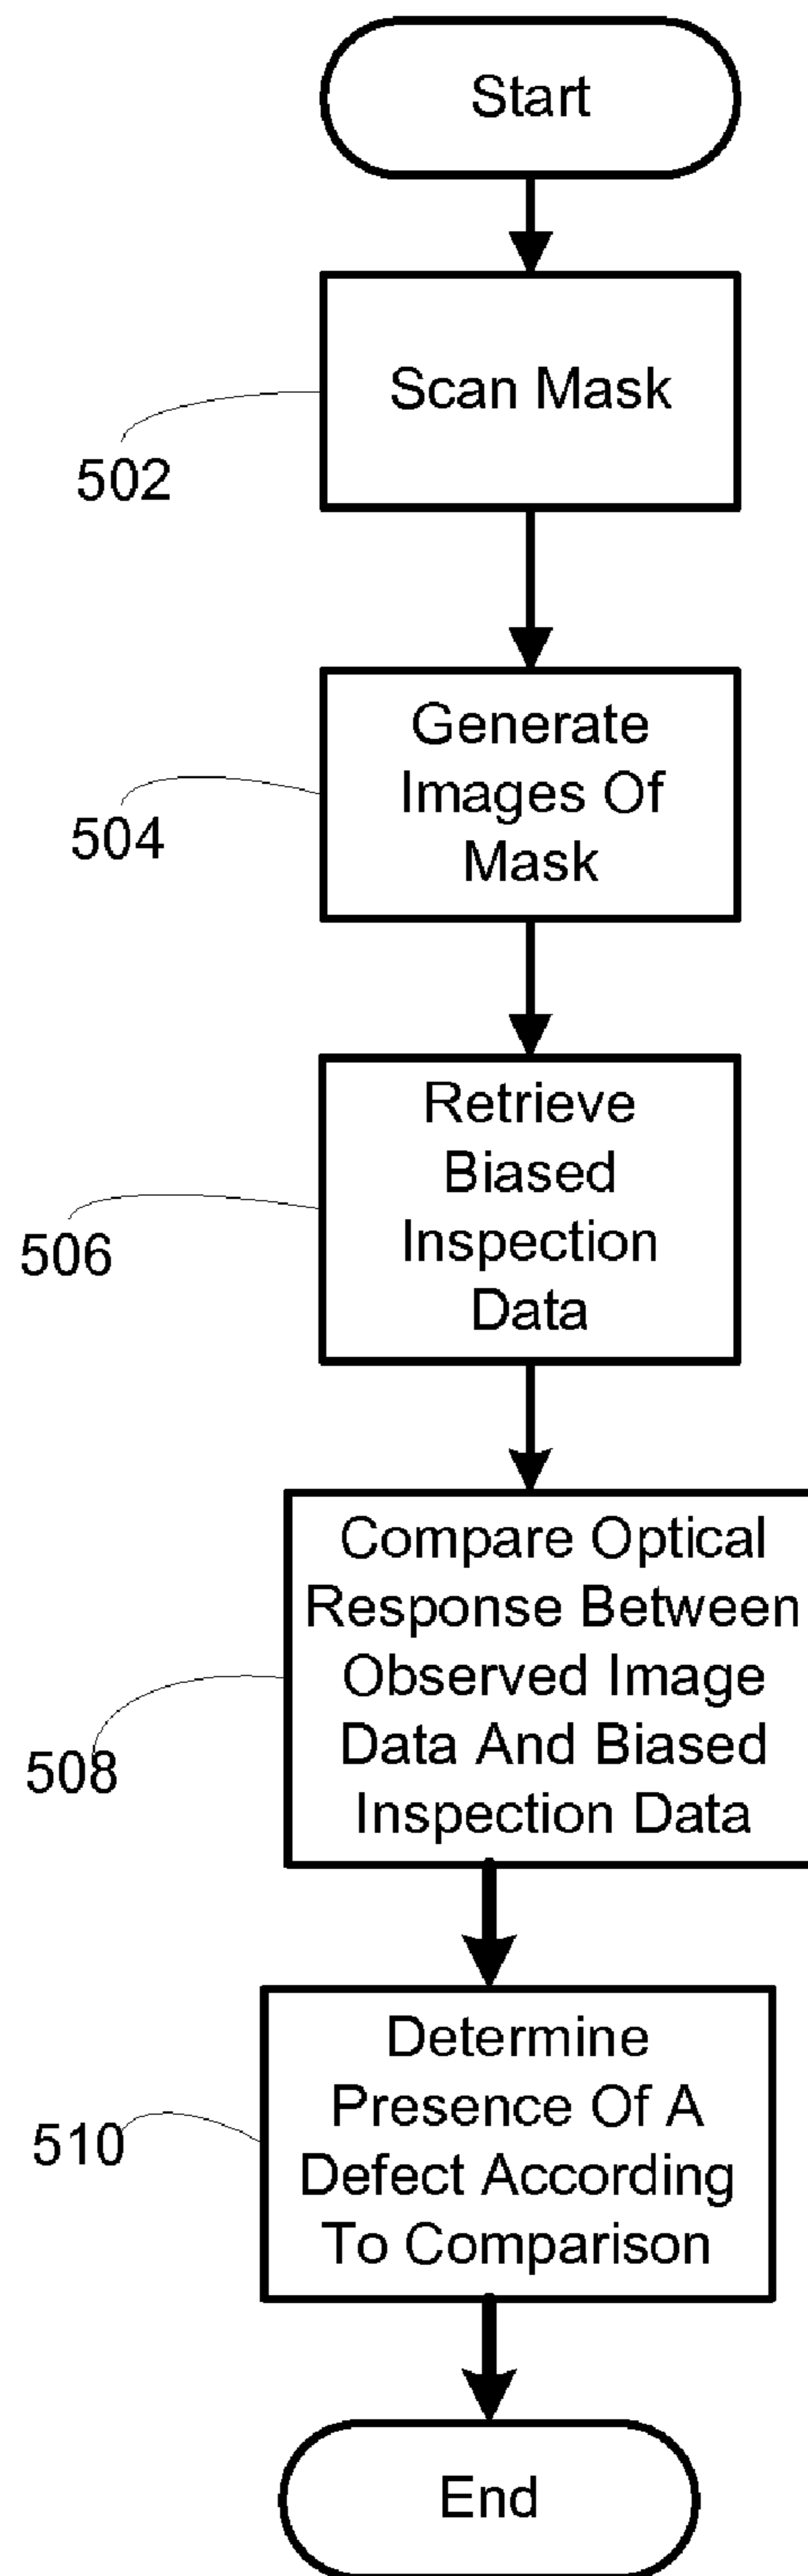 Start
Scan Mask
502
Generate
Images Of
Mask
504
Retrieve
Biased
Inspection
Data
506
Compare Optical
Response Between
Observed Image
Data And Biased
Inspection Data
508
Determine
Presence Of A
Defect According
To Comparison
510
End